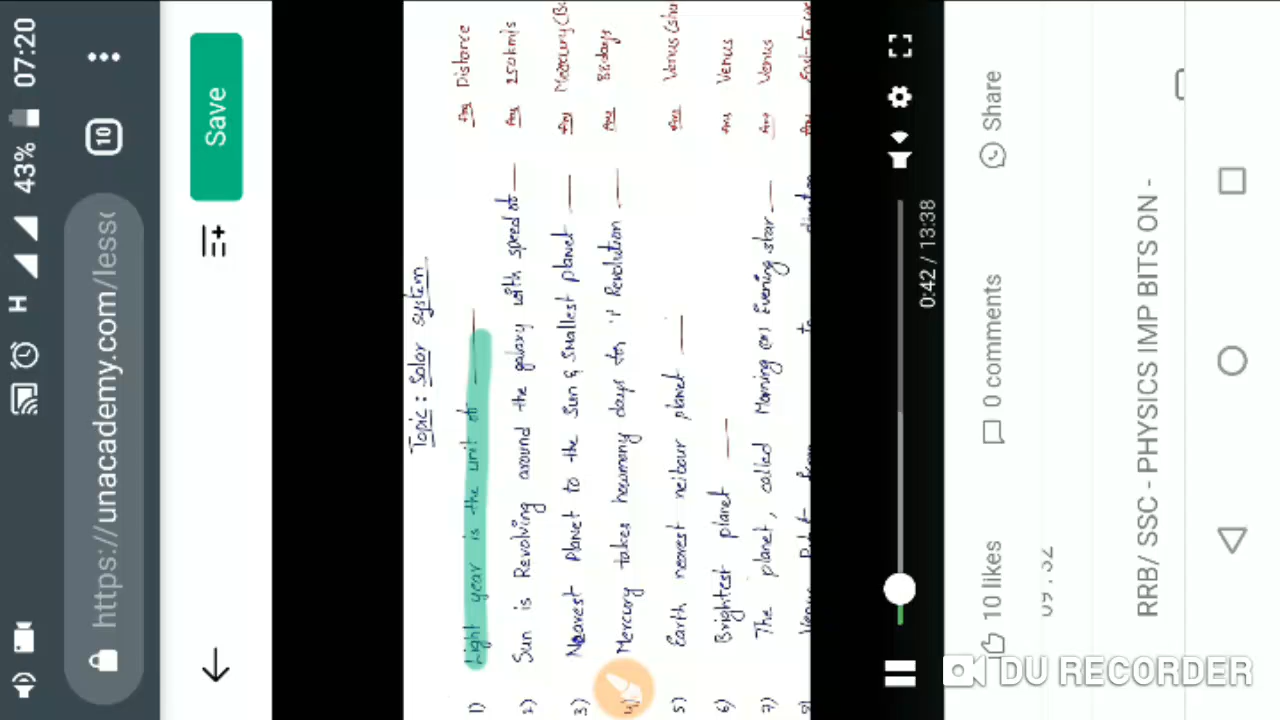 43% 07:20
H
https://unacademy.com/less
10
Save
Topic: Solar system
1) Light year is the unit of ___ Ans Distance
2) Sun is Revolving around the galaxy with speed of ___ Ans 250km/s
3) Nearest planet to the Sun & Smallest planet ___ Ans Mercury
4) Mercury takes howmany days for '1' Revolution ___ Ans 88days
5) Earth nearest neibour planet ___ Ans Venus
6) Brightest planet ___ Ans Venus
7) The planet, called Morning (or) Evening star ___ Ans Venus
8) Venus
0:42 / 13:38
10 likes
0 comments
Share
RRB/ SSC - PHYSICS IMP BITS ON -
DU RECORDER